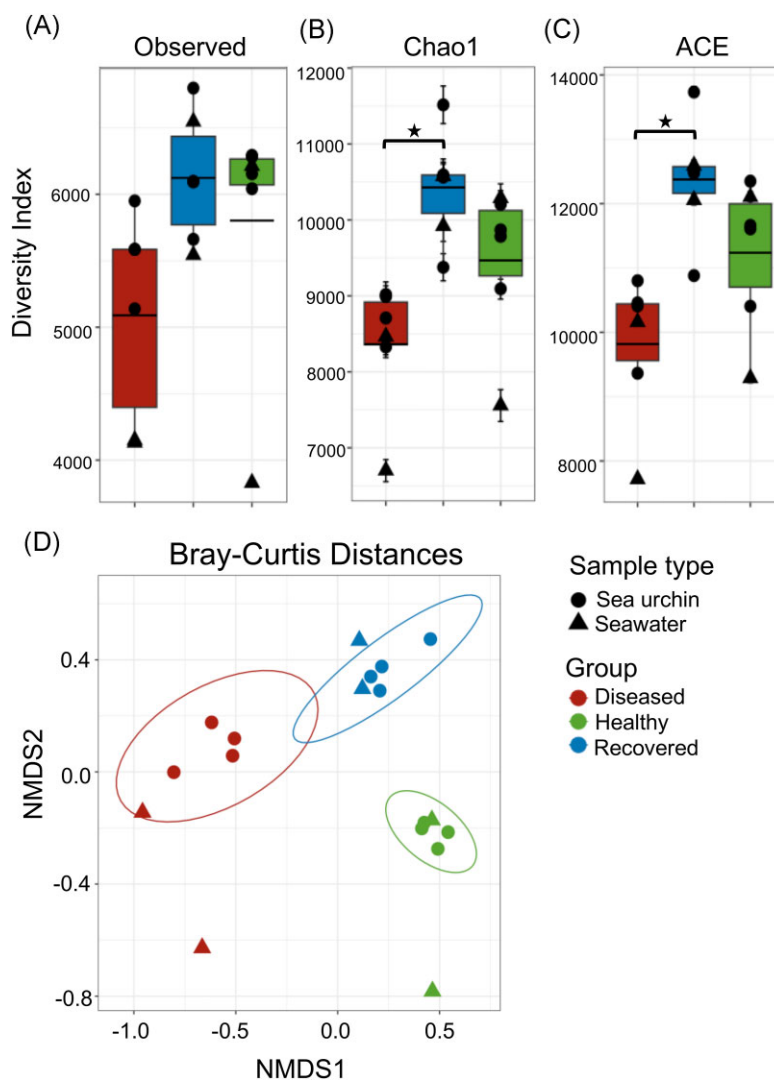 (A)
Observed
(B)
Chao1
(C)
ACE
Diversity Index
6000
5000
4000
12000
11000
10000
9000
8000
7000
14000
12000
10000
8000
(D)
Bray-Curtis Distances
NMDS2
0.4
0.0
-0.4
-0.8
-1.0
-0.5
0.0
0.5
NMDS1
Sample type
Sea urchin
Seawater
Group
Diseased
Healthy
Recovered